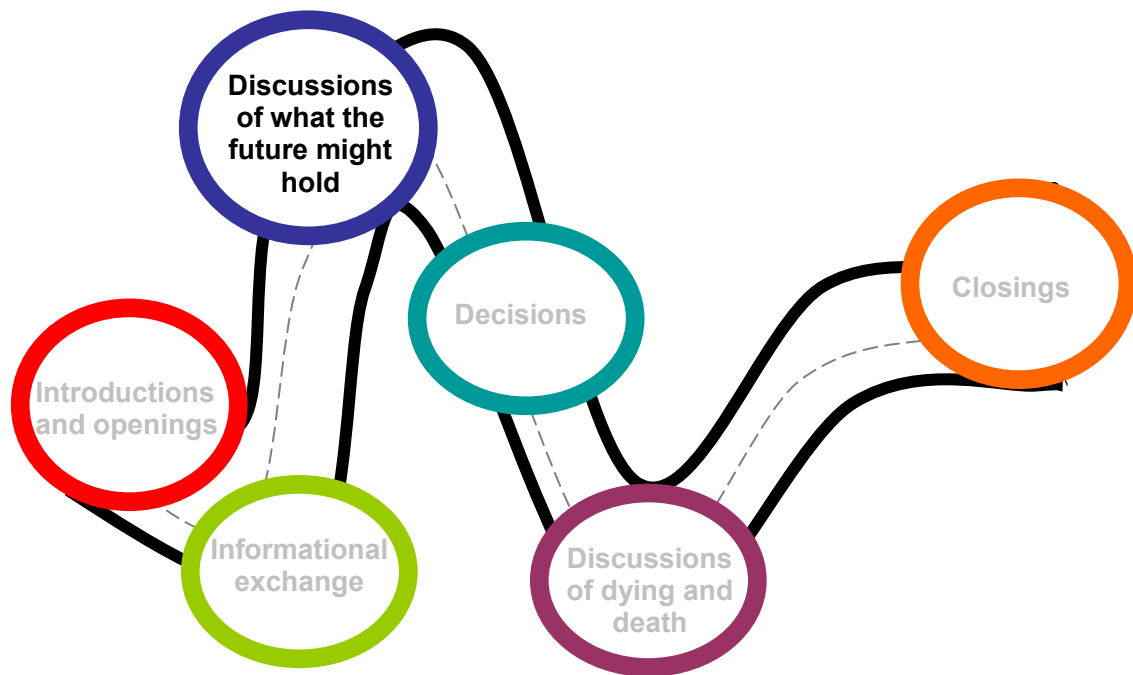 Discussions
of what the
future might
hold
Introductions
and openings
Informational
exchange
Decisions
Discussions
of dying and
death
Closings